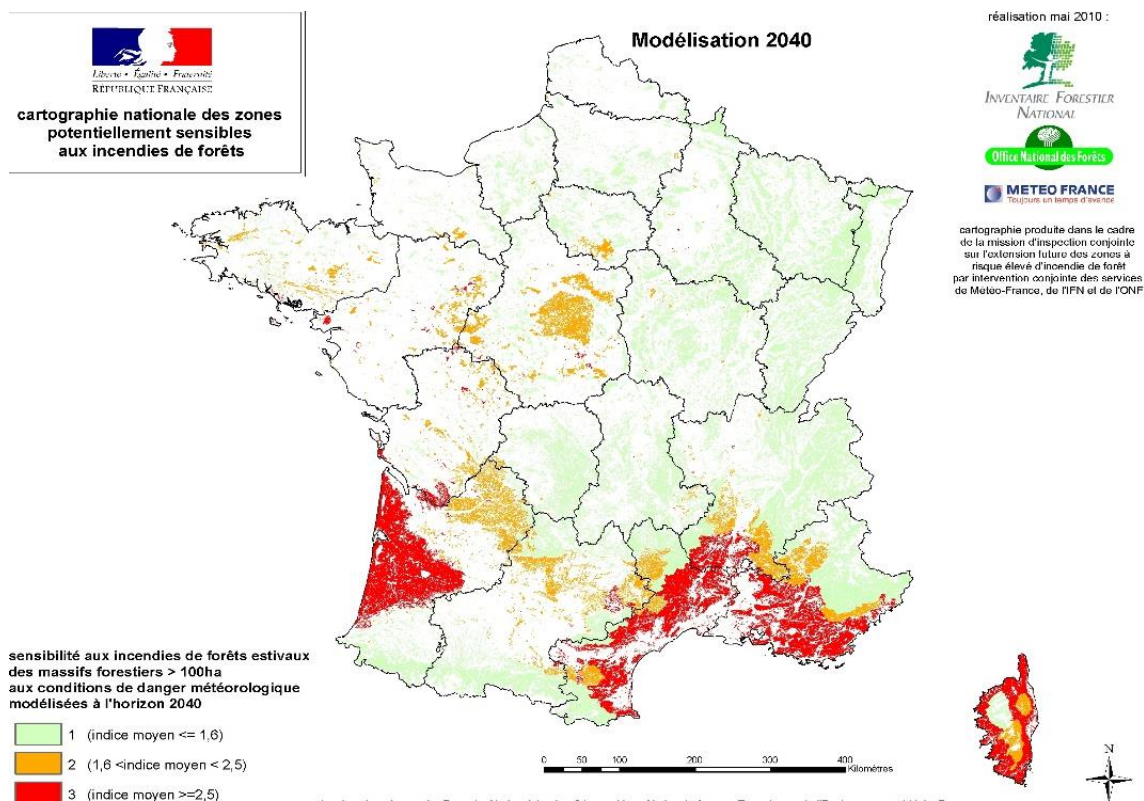 Liberté • Égalité • Fraternité
RÉPUBLIQUE FRANÇAISE
cartographie nationale des zones
potentiellement sensibles
aux incendies de forêts
Modélisation 2040
réalisation mai 2010 :
INVENTAIRE FORESTIER
NATIONAL
Office National des Forêts
METEO FRANCE
Toujours un temps d'avance
cartographie produite dans le cadre
de la mission d'inspection conjointe
sur l'extension future des zones à
risque élevé d'incendie de forêt
par intervention conjointe des services
de Météo-France, de l'IFN et de l'ONF
sensibilité aux incendies de forêts estivaux
des massifs forestiers > 100ha
aux conditions de danger météorologique
modélisées à l'horizon 2040
1 (indice moyen <= 1,6)
2 (1,6 <indice moyen < 2,5)
3 (indice moyen >=2,5)
0 50 100 200 300 400
Kilomètres
N